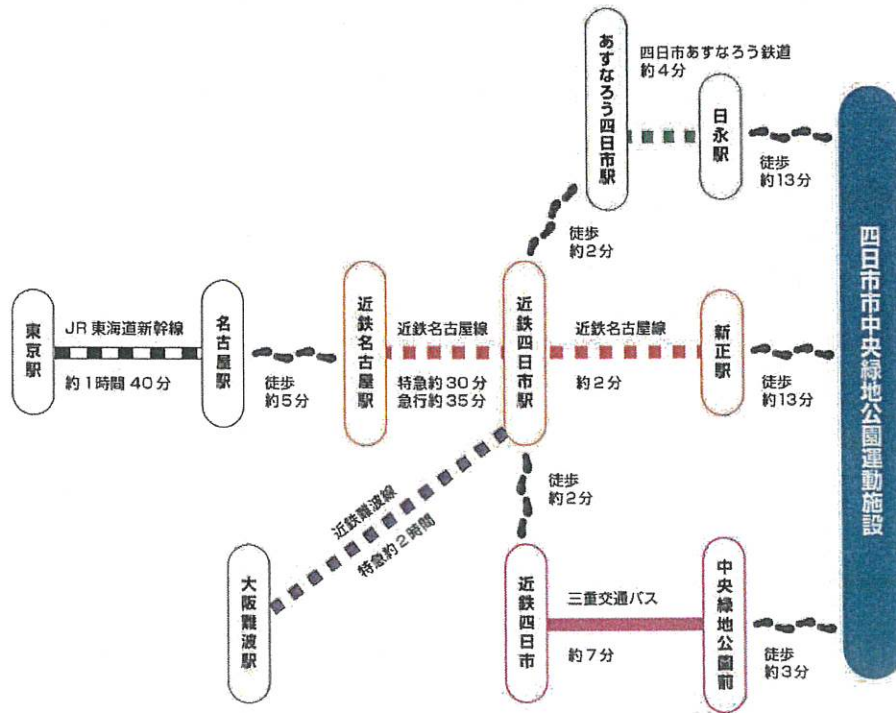 あすなろう四日市駅
四日市あすなろう鉄道
約4分
日永駅
徒歩
約13分
徒歩
約2分
東京駅
JR東海道新幹線
約1時間40分
名古屋駅
徒歩
約5分
近鉄名古屋駅
近鉄名古屋線
特急約30分
急行約35分
近鉄四日市駅
近鉄名古屋線
約2分
新正駅
徒歩
約13分
四日市市中央緑地公園運動施設
近鉄難波線
特急約2時間
大阪難波駅
徒歩
約2分
近鉄四日市
三重交通バス
約7分
中央緑地公園前
徒歩
約3分